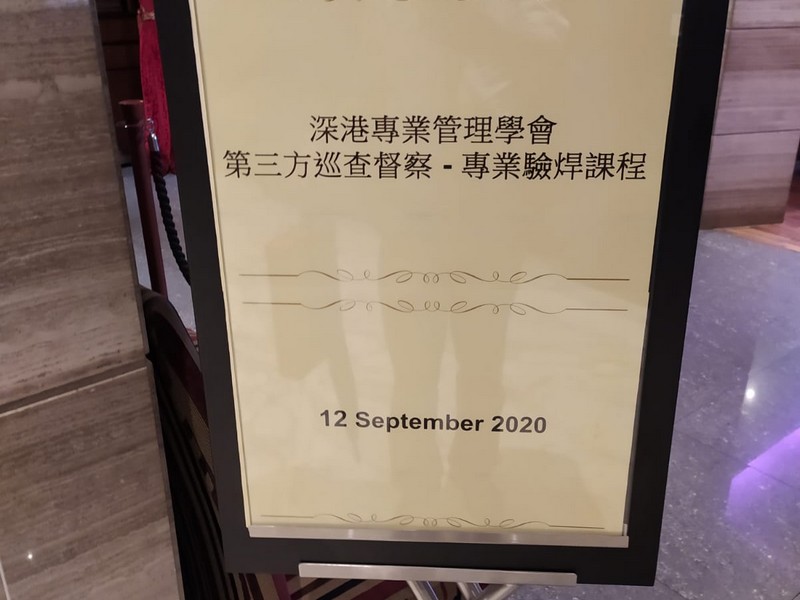 深港專業管理學會
第三方巡查督察 - 專業驗焊課程
12 September 2020